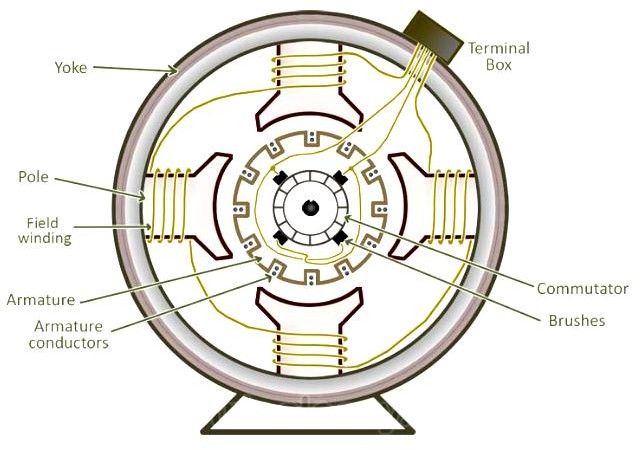 Terminal
Box
Yoke
Pole
Field
winding
Armature
Armature
conductors
Commutator
Brushes